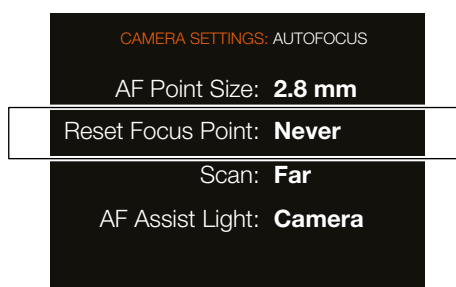 CAMERA SETTINGS: AUTOFOCUS
AF Point Size: 2.8 mm
Reset Focus Point: Never
Scan: Far
AF Assist Light: Camera